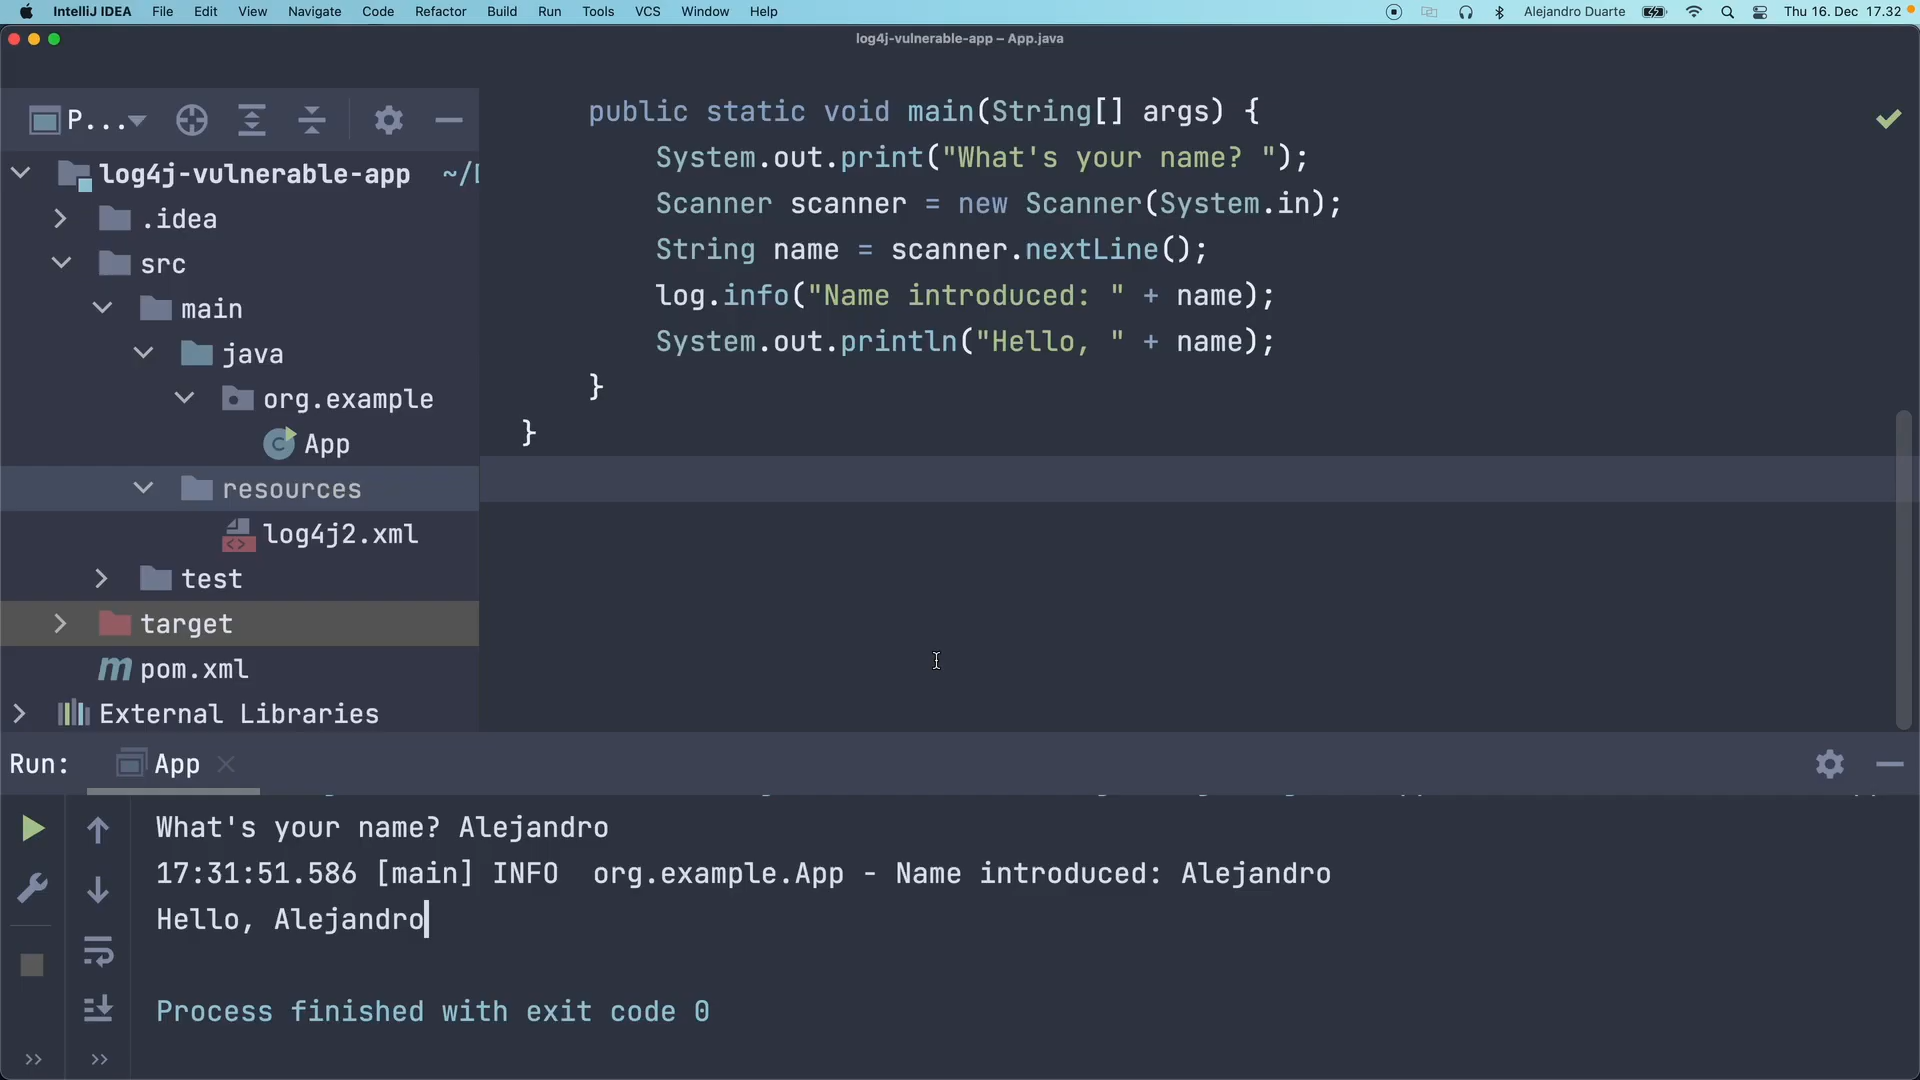 IntelliJ IDEA File Edit View Navigate Code Refactor Build Run Tools VCS Window Help Alejandro Duarte Thu 16. Dec 17.32
log4j-vulnerable-app – App.java
P...
log4j-vulnerable-app ~/
.idea
src
main
java
org.example
App
resources
log4j2.xml
test
target
pom.xml
External Libraries
public static void main(String[] args) {
System.out.print("What's your name? ");
Scanner scanner = new Scanner(System.in);
String name = scanner.nextLine();
log.info("Name introduced: " + name);
System.out.println("Hello, " + name);
}
}
Run: App
What's your name? Alejandro
17:31:51.586 [main] INFO  org.example.App - Name introduced: Alejandro
Hello, Alejandro
Process finished with exit code 0